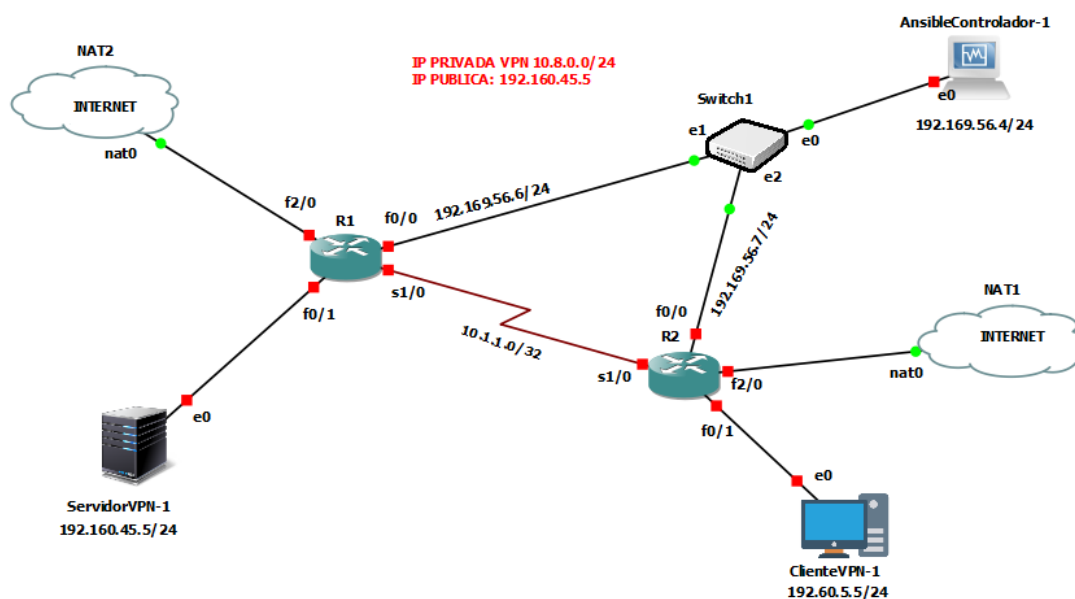 AnsibleControlador-1
e0
192.169.56.4/24
NAT2
INTERNET
nat0
IP PRIVADA VPN 10.8.0.0/24
IP PUBLICA: 192.160.45.5
Switch1
e1
e0
e2
f2/0
R1
f0/0
192.169.56.6/24
s1/0
f0/1
192.169.56.7/24
10.1.1.0/32
NAT1
INTERNET
nat0
f0/0
R2
s1/0
f2/0
f0/1
e0
ServidorVPN-1
192.160.45.5/24
e0
ClienteVPN-1
192.60.5.5/24